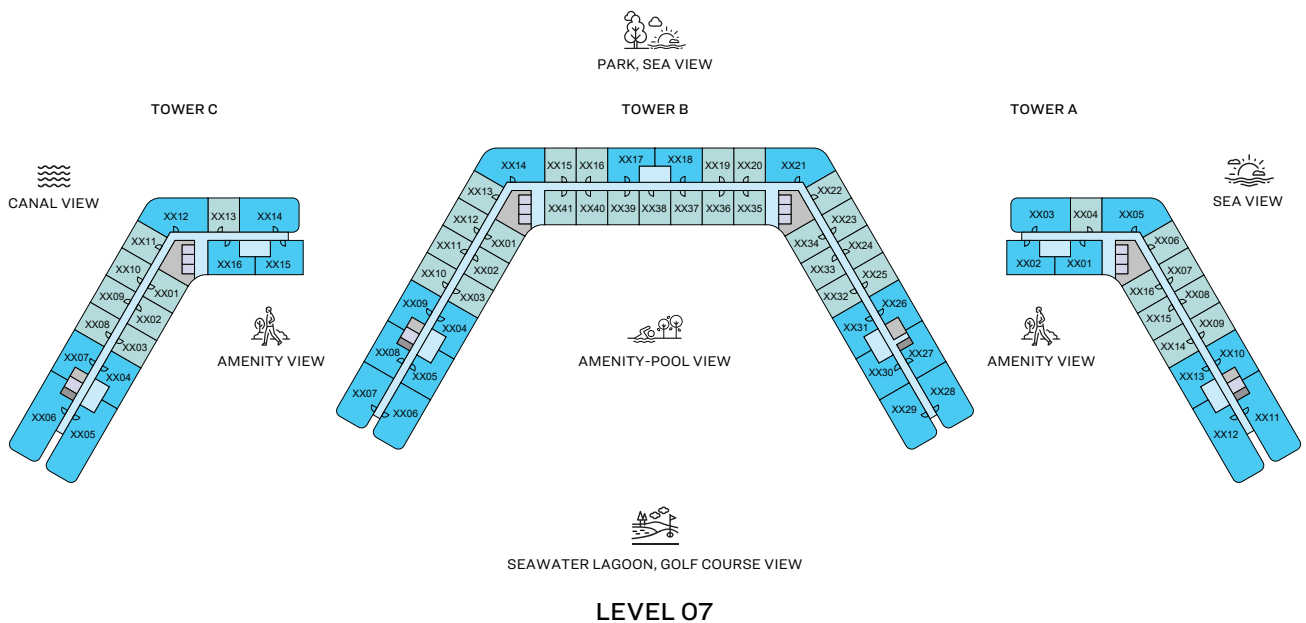 PARK, SEA VIEW
TOWER C
TOWER B
TOWER A
CANAL VIEW
SEA VIEW
XX12
XX13
XX14
XX11
XX10
XX09
XX08
XX07
XX06
XX05
XX04
XX03
XX02
XX01
XX16
XX15
AMENITY VIEW
XX14
XX15
XX16
XX17
XX18
XX19
XX20
XX21
XX13
XX12
XX11
XX10
XX09
XX08
XX07
XX06
XX05
XX04
XX03
XX02
XX01
XX41
XX40
XX39
XX38
XX37
XX36
XX35
XX22
XX23
XX24
XX25
XX26
XX27
XX28
XX29
XX30
XX31
XX32
XX33
XX34
AMENITY-POOL VIEW
XX03
XX04
XX05
XX02
XX01
XX06
XX07
XX08
XX09
XX10
XX11
XX12
XX13
XX14
XX15
XX16
AMENITY VIEW
SEAWATER LAGOON, GOLF COURSE VIEW
LEVEL 07